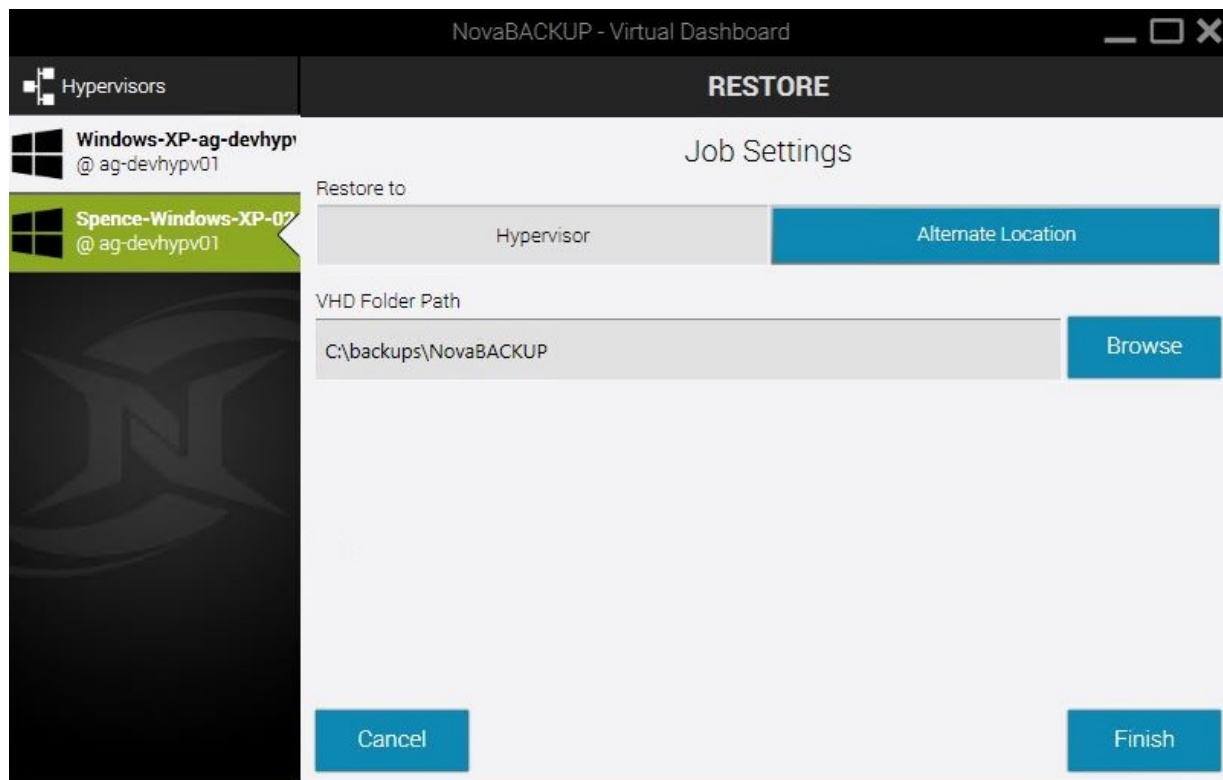 NovaBACKUP - Virtual Dashboard
Hypervisors
RESTORE
Windows-XP-ag-devhypv
@ ag-devhypv01
Spence-Windows-XP-02
@ ag-devhypv01
Job Settings
Restore to
Hypervisor
Alternate Location
VHD Folder Path
C:\backups\NovaBACKUP
Browse
Cancel
Finish